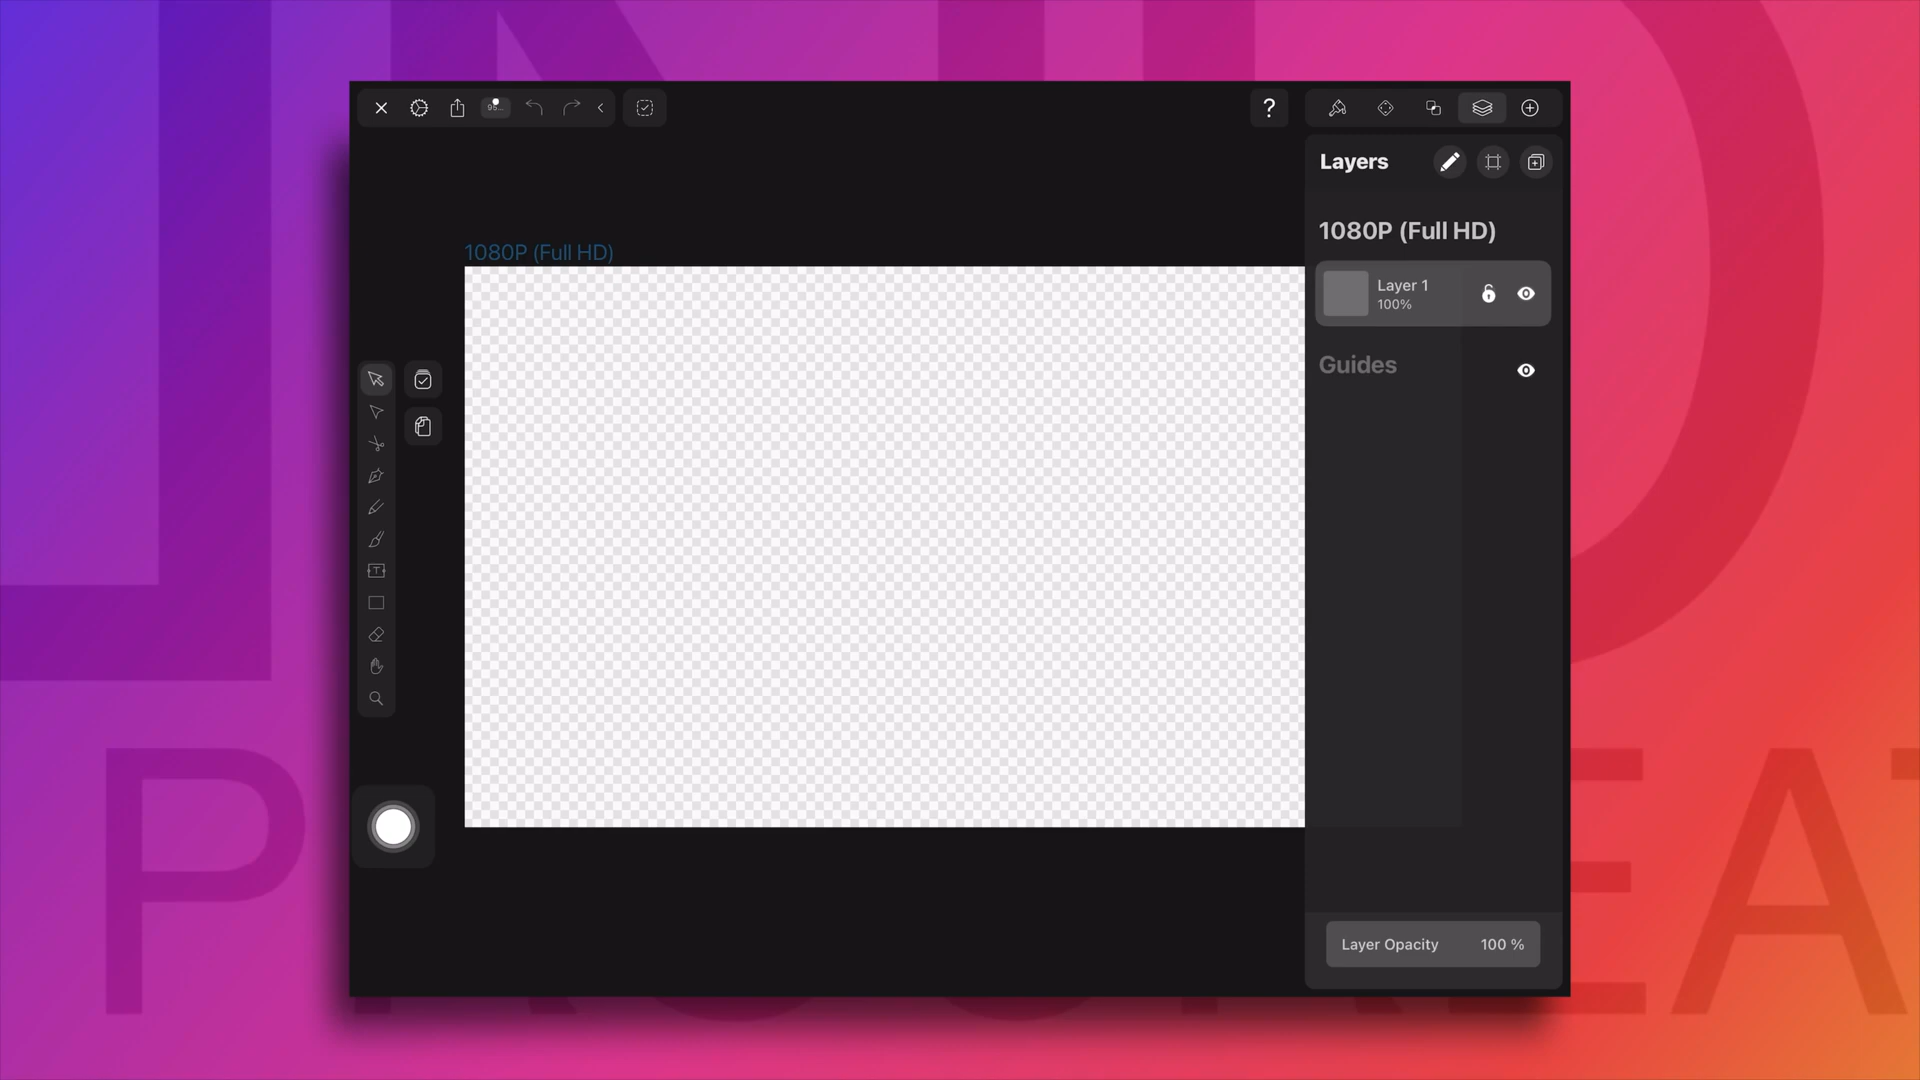 ?
Layers
1080P (Full HD)
1080P (Full HD)
Layer 1
100%
Guides
Layer Opacity 100 %